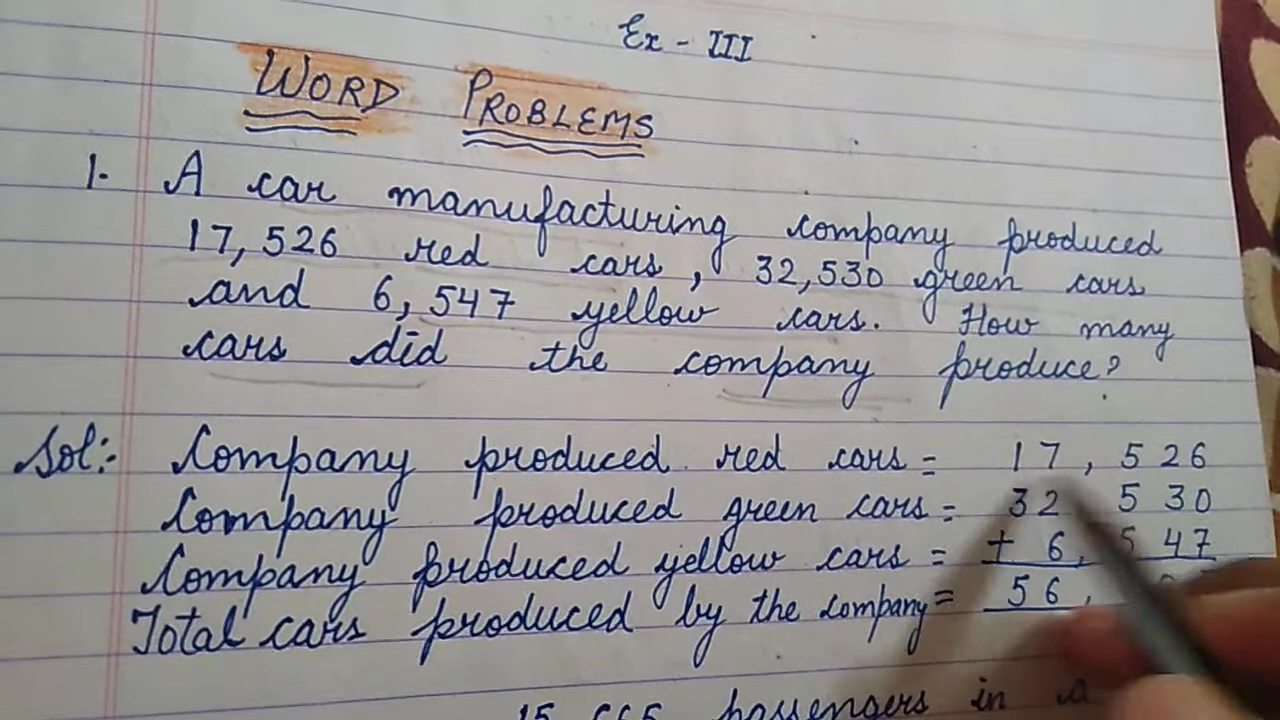 Ex - III
WORD PROBLEMS
1. A car manufacturing company produced
17,526 red cars, 32,530 green cars
and 6,547 yellow cars. How many
cars did the company produce?
Sol:- Company produced red cars = 17,526
Company produced green cars = 32 530
Company produced yellow cars = + 6,547
Total cars produced by the company = 56,
passengers in a